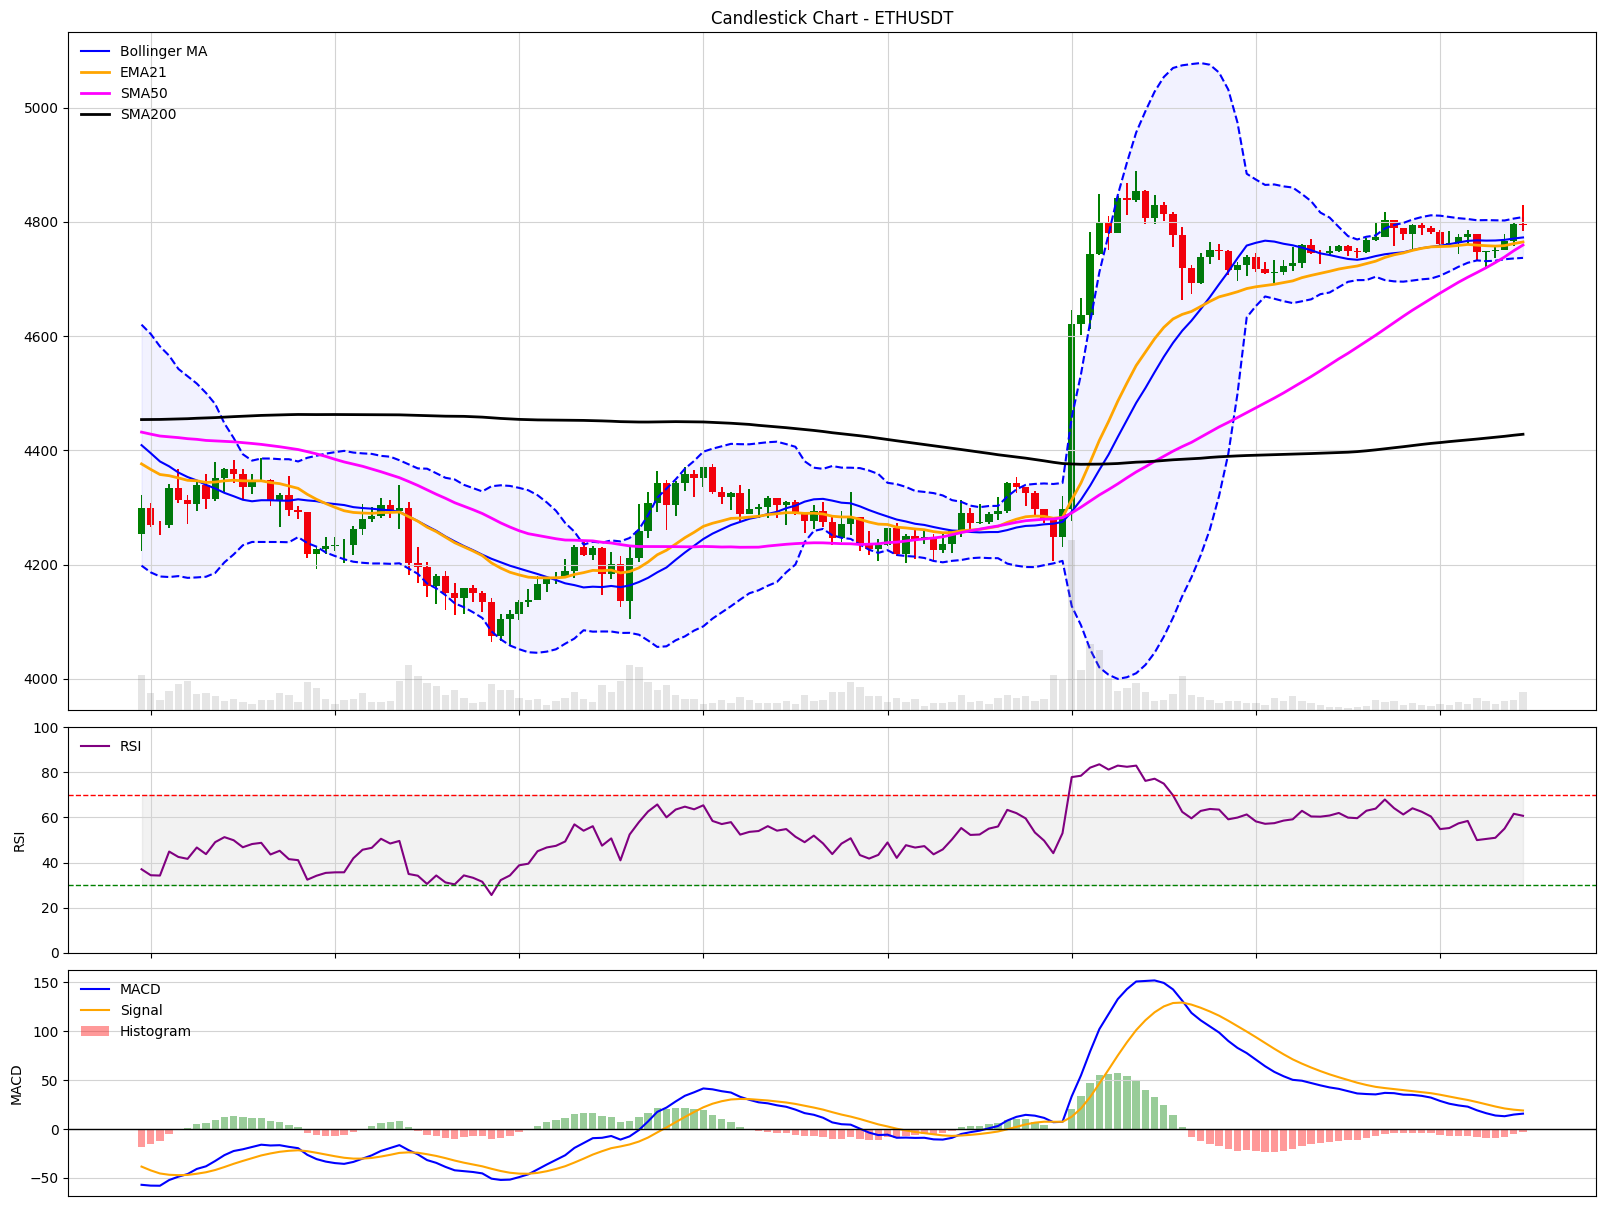 Candlestick Chart - ETHUSDT
Bollinger MA
EMA21
SMA50
SMA200
5000
4800
4600
4400
4200
4000
RSI
100
80
60
40
20
0
RSI
MACD
Signal
Histogram
150
100
50
0
−50
MACD